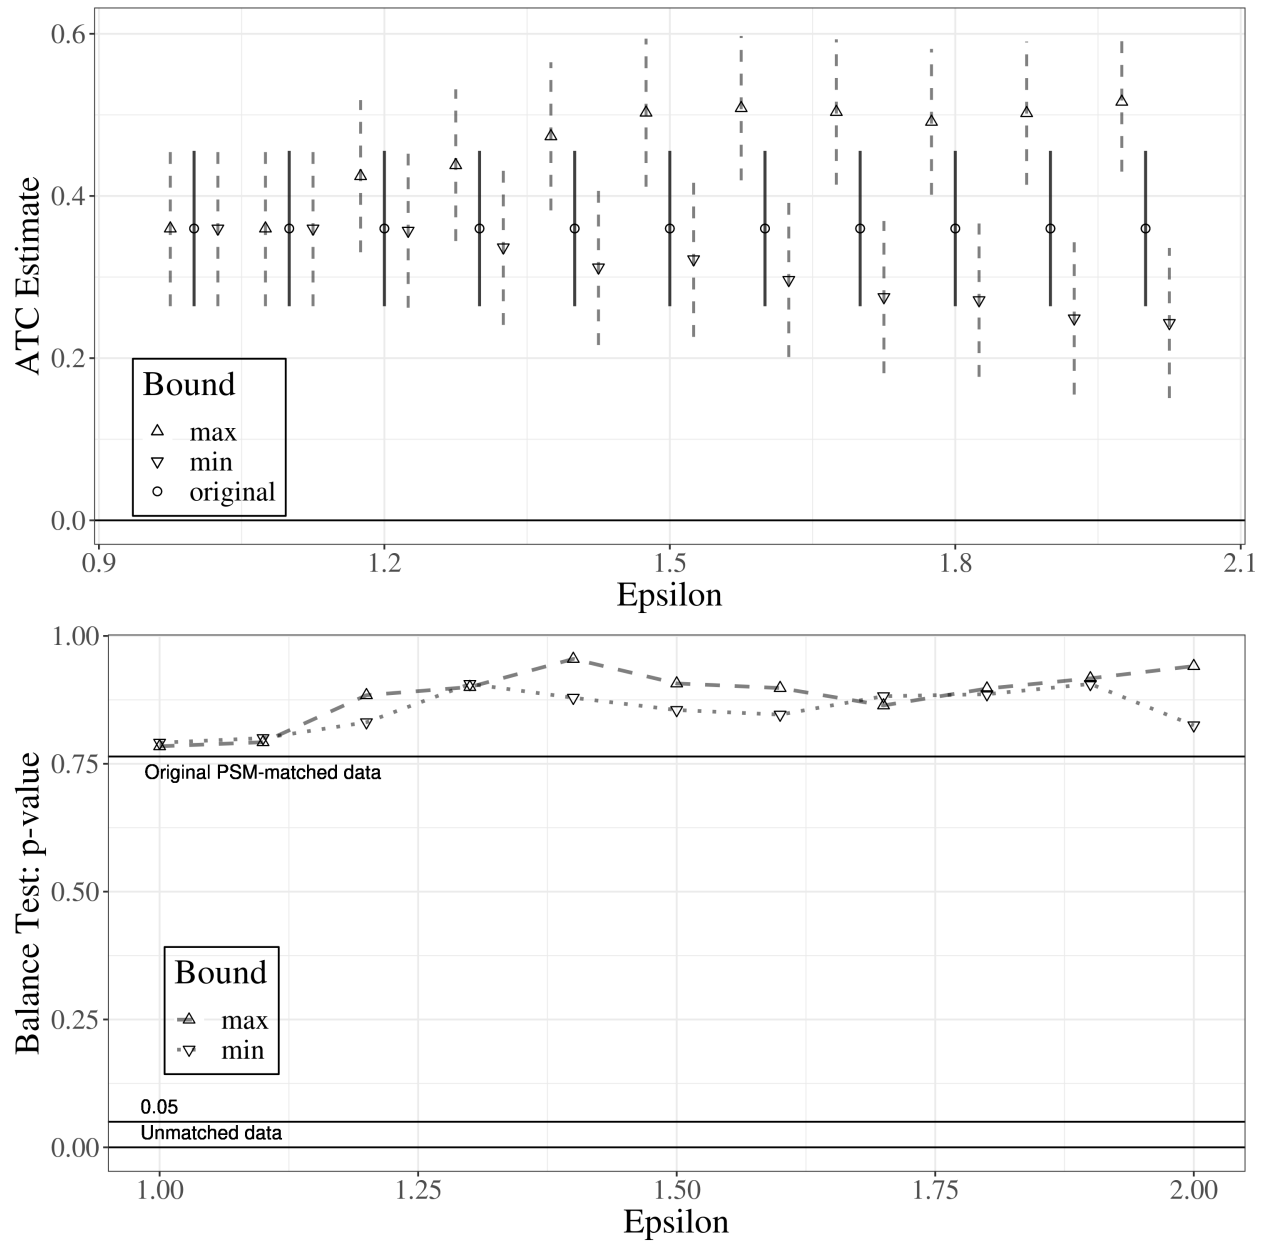 0.6
0.4
0.2
0.0
ATC Estimate
Bound
max
min
original
0.9 1.2 1.5 1.8 2.1
Epsilon
1.00
0.75
0.50
0.25
0.00
Balance Test: p-value
Original PSM-matched data
Bound
max
min
0.05
Unmatched data
1.00 1.25 1.50 1.75 2.00
Epsilon